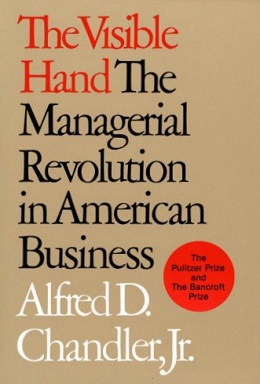 The Visible
Hand The
Managerial
Revolution
in American
Business
The
Pulitzer Prize
and
The Bancroft
Prize
Alfred D.
Chandler, Jr.